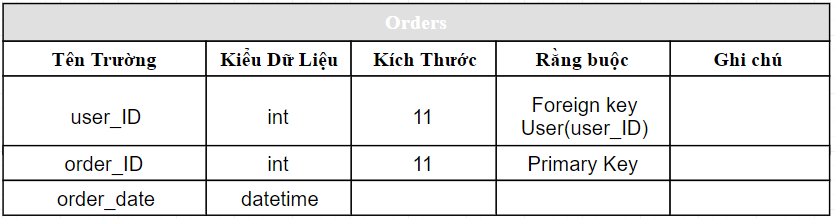 Orders
Tên Trường Kiểu Dữ Liệu Kích Thước Rằng buộc Ghi chú
user_ID int 11 Foreign key User(user_ID)
order_ID int 11 Primary Key
order_date datetime